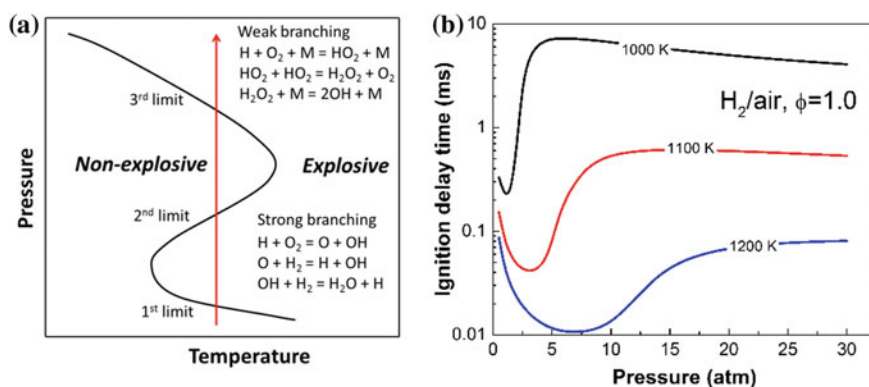 (a)
Pressure
Temperature
Weak branching
H + O₂ + M = HO₂ + M
HO₂ + HO₂ = H₂O₂ + O₂
H₂O₂ + M = 2OH + M
3rd limit
Non-explosive
Explosive
2nd limit
Strong branching
H + O₂ = O + OH
O + H₂ = H + OH
OH + H₂ = H₂O + H
1st limit
(b)
Ignition delay time (ms)
10
1
0.1
0.01
1000 K
H₂/air, ϕ=1.0
1100 K
1200 K
0 5 10 15 20 25 30
Pressure (atm)